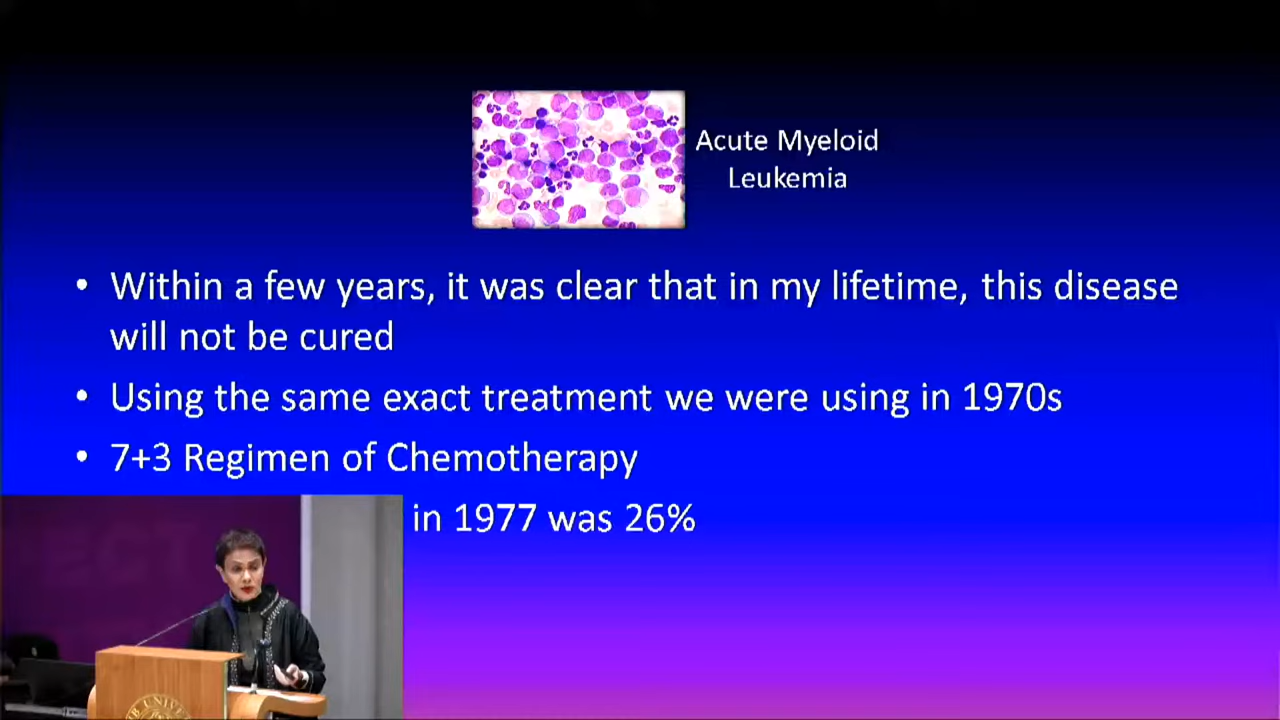 Acute Myeloid
Leukemia
• Within a few years, it was clear that in my lifetime, this disease
will not be cured
• Using the same exact treatment we were using in 1970s
• 7+3 Regimen of Chemotherapy
in 1977 was 26%